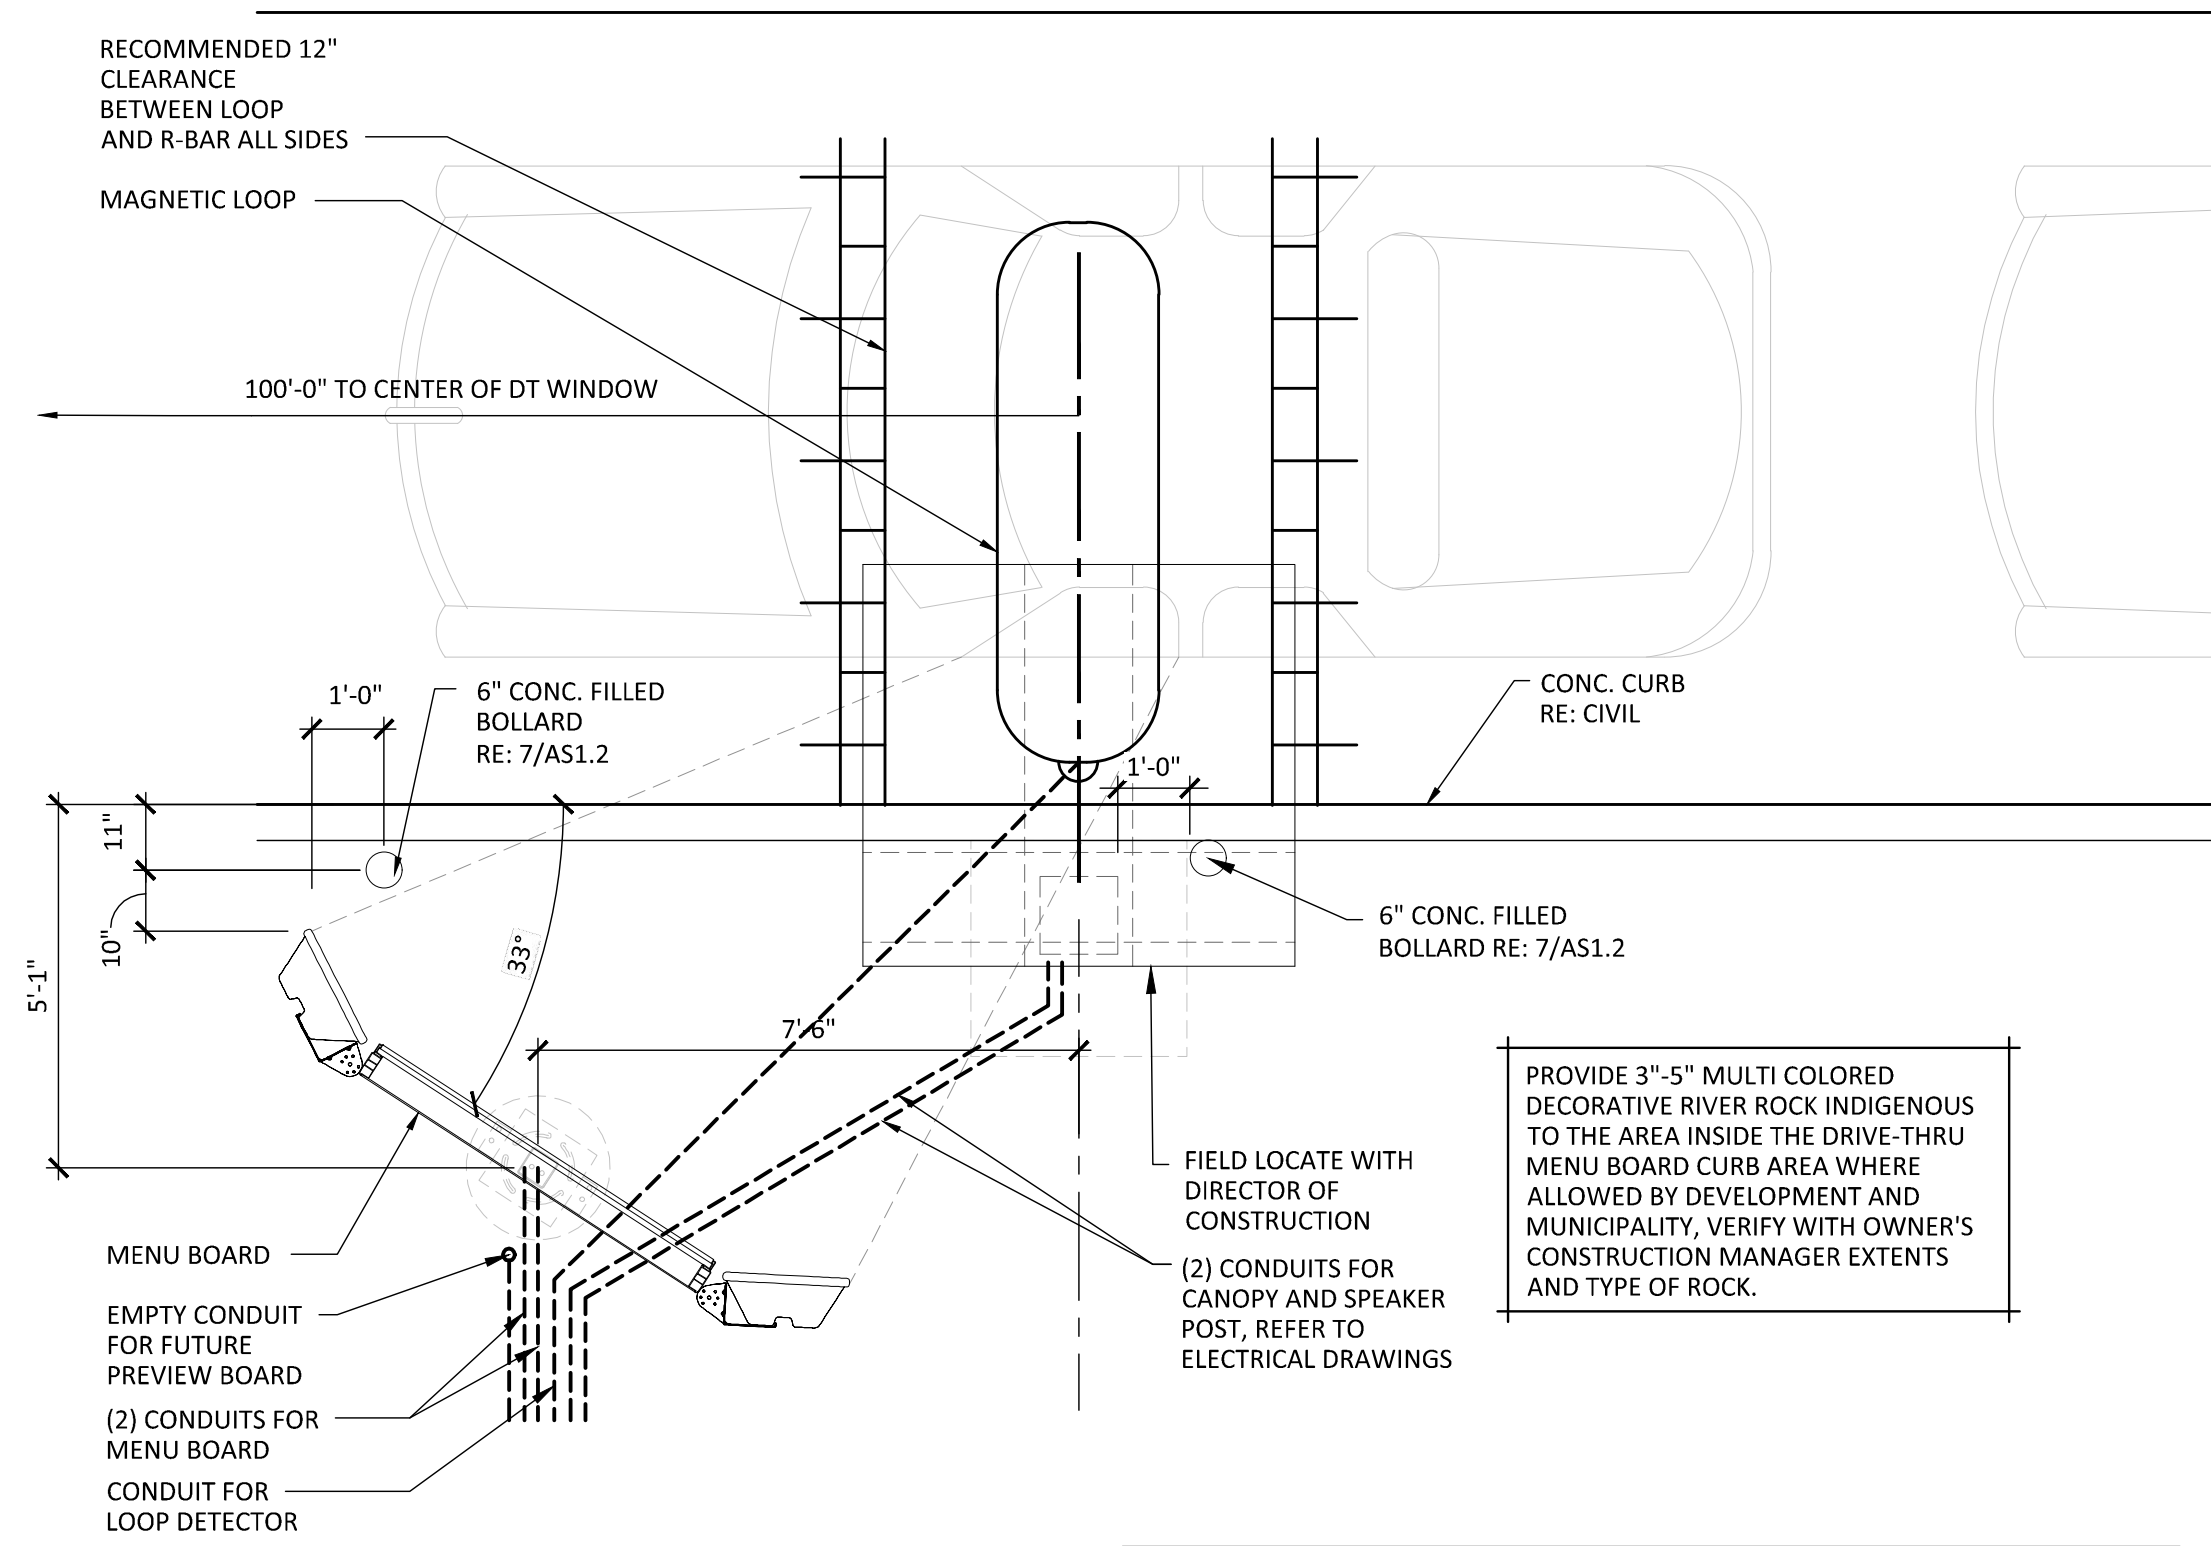 RECOMMENDED 12"
CLEARANCE
BETWEEN LOOP
AND R-BAR ALL SIDES
MAGNETIC LOOP
100'-0" TO CENTER OF DT WINDOW
1'-0"
6" CONC. FILLED
BOLLARD
RE: 7/AS1.2
CONC. CURB
RE: CIVIL
1'-0"
11"
10"
5'-1"
33°
6" CONC. FILLED
BOLLARD RE: 7/AS1.2
7'-6"
PROVIDE 3"-5" MULTI COLORED
DECORATIVE RIVER ROCK INDIGENOUS
TO THE AREA INSIDE THE DRIVE-THRU
MENU BOARD CURB AREA WHERE
ALLOWED BY DEVELOPMENT AND
MUNICIPALITY, VERIFY WITH OWNER'S
CONSTRUCTION MANAGER EXTENTS
AND TYPE OF ROCK.
FIELD LOCATE WITH
DIRECTOR OF
CONSTRUCTION
(2) CONDUITS FOR
CANOPY AND SPEAKER
POST, REFER TO
ELECTRICAL DRAWINGS
MENU BOARD
EMPTY CONDUIT
FOR FUTURE
PREVIEW BOARD
(2) CONDUITS FOR
MENU BOARD
CONDUIT FOR
LOOP DETECTOR